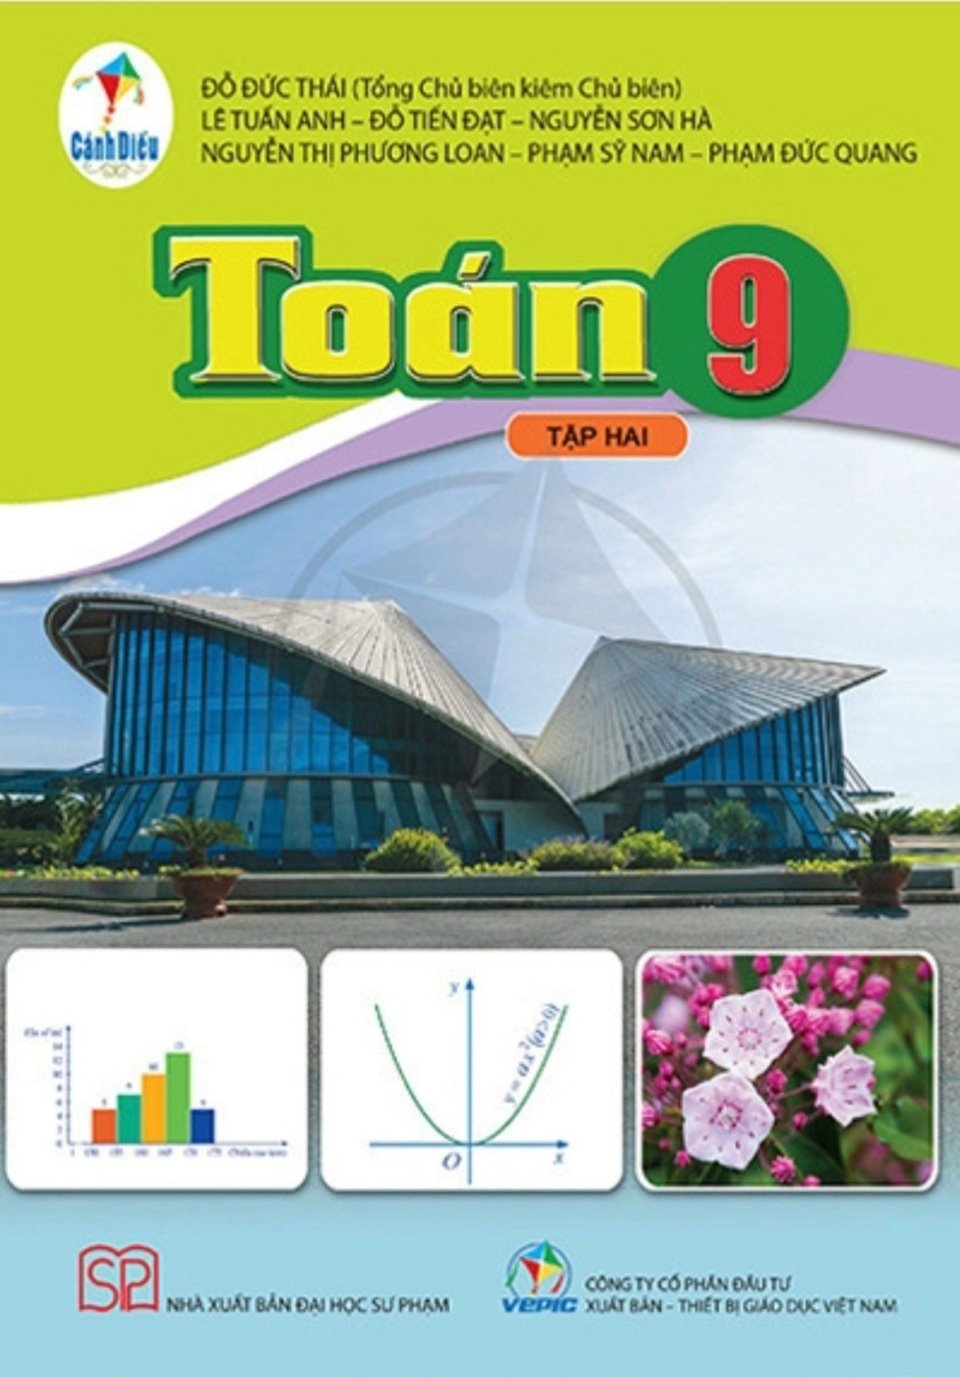 ĐỖ ĐỨC THÁI (Tổng Chủ biên kiêm Chủ biên)
LÊ TUẤN ANH – ĐỖ TIẾN ĐẠT – NGUYỄN SƠN HÀ
NGUYỄN THỊ PHƯƠNG LOAN – PHẠM SỸ NAM – PHẠM ĐỨC QUANG
Cánh Diều
Toán 9
TẬP HAI
y
y = ax² (a>0)
O
x
SP
NHÀ XUẤT BẢN ĐẠI HỌC SƯ PHẠM
VEPIC
CÔNG TY CỔ PHẦN ĐẦU TƯ
XUẤT BẢN – THIẾT BỊ GIÁO DỤC VIỆT NAM